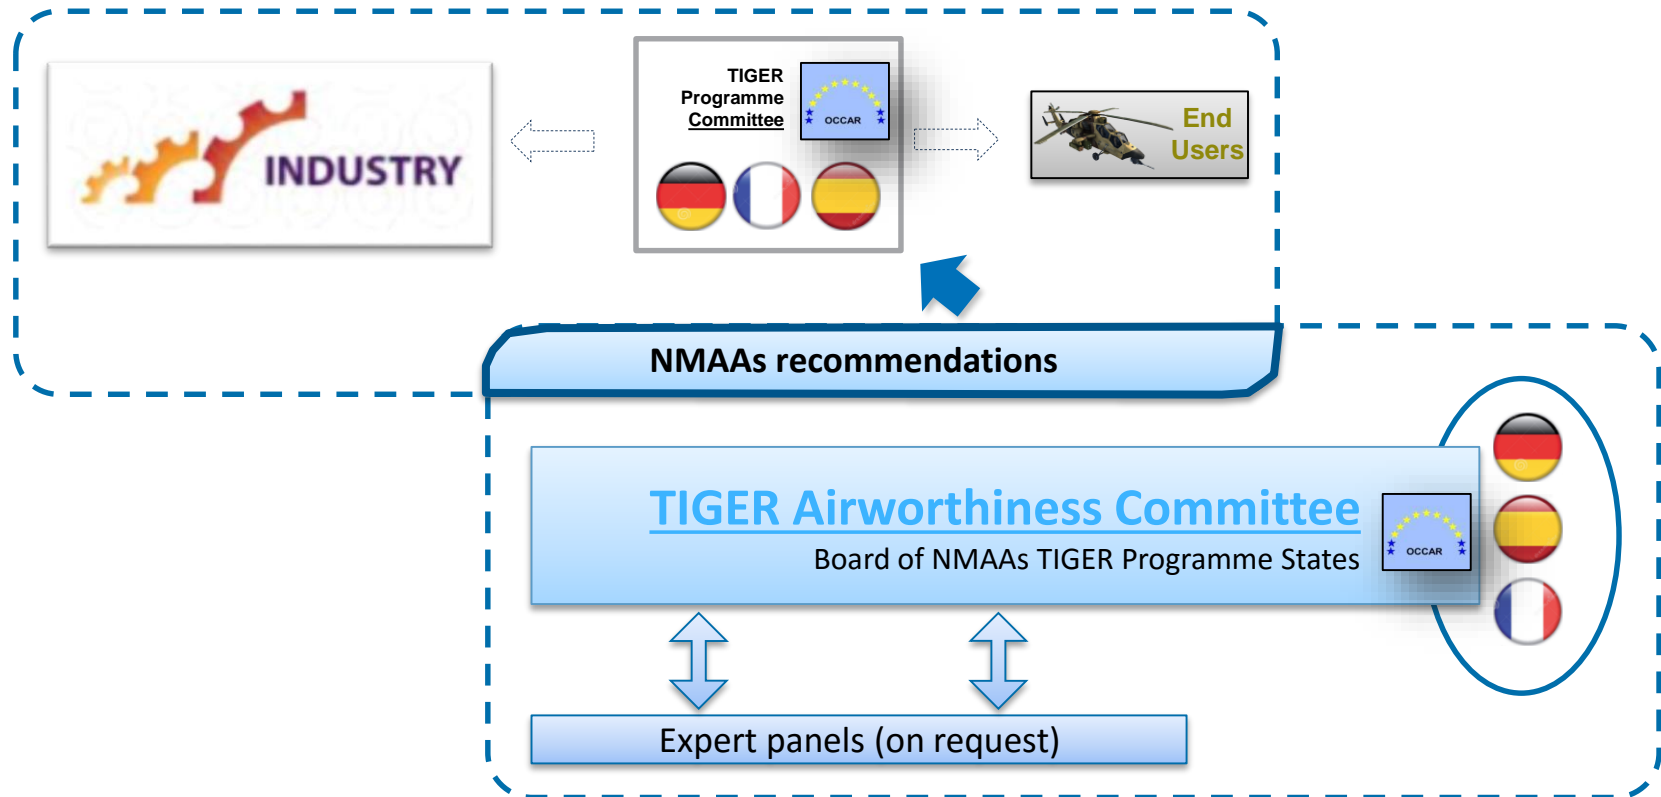 INDUSTRY
TIGER
Programme
Committee
OCCAR
End
Users
NMAAs recommendations
TIGER Airworthiness Committee
Board of NMAAs TIGER Programme States
OCCAR
Expert panels (on request)